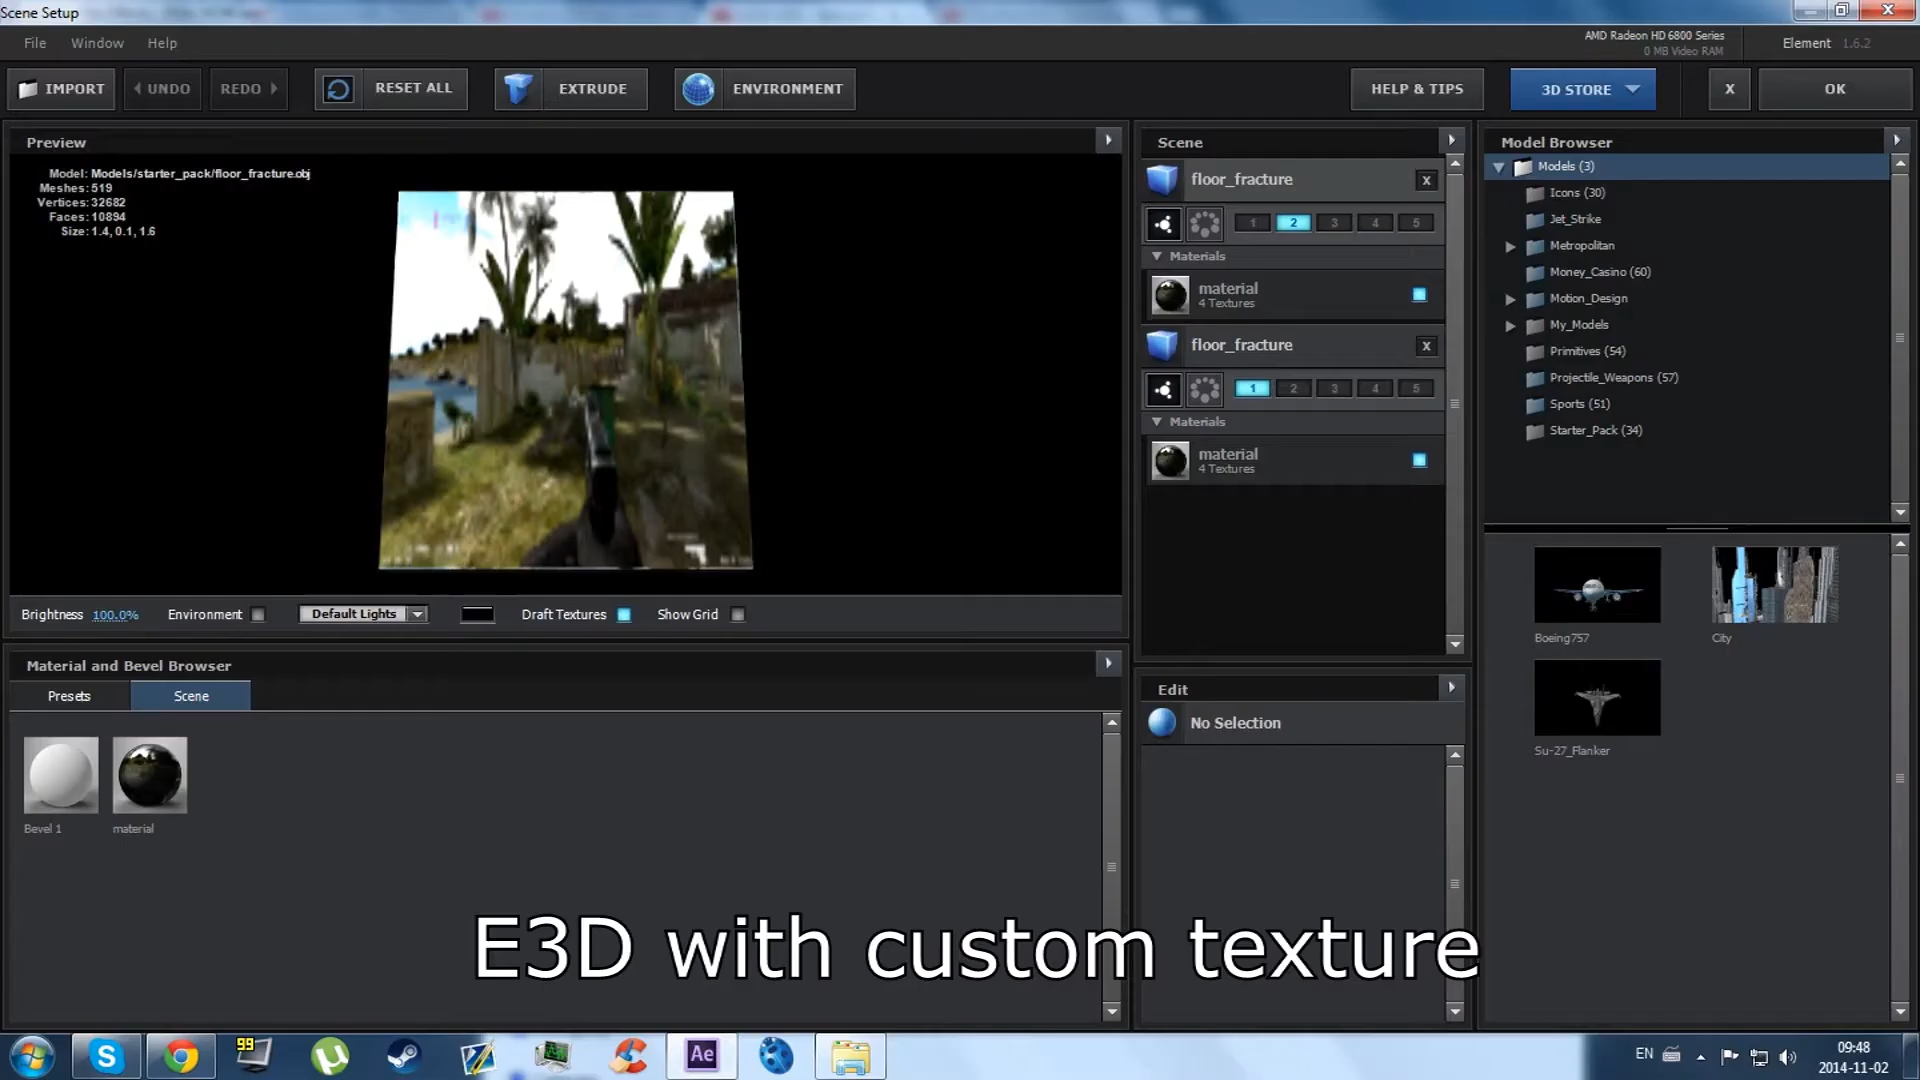 Scene Setup
File Window Help
AMD Radeon HD 6800 Series
0 MB Video RAM
Element 1.6.2
IMPORT
UNDO
REDO
RESET ALL
EXTRUDE
ENVIRONMENT
HELP & TIPS
3D STORE
X
OK
Preview
Model: Models/starter_pack/floor_fracture.obj
Meshes: 519
Vertices: 32682
Faces: 10894
Size: 1.4, 0.1, 1.6
Brightness 100.0% Environment Default Lights Draft Textures Show Grid
Scene
floor_fracture x
1 2 3 4 5
Materials
material
4 Textures
floor_fracture x
1 2 3 4 5
Materials
material
4 Textures
Model Browser
Models (3)
Icons (30)
Jet_Strike
Metropolitan
Money_Casino (60)
Motion_Design
My_Models
Primitives (54)
Projectile_Weapons (57)
Sports (51)
Starter_Pack (34)
Boeing757
City
Su-27_Flanker
Material and Bevel Browser
Presets Scene
Bevel 1
material
Edit
No Selection
E3D with custom texture
99
Ae
EN
09:48
2014-11-02